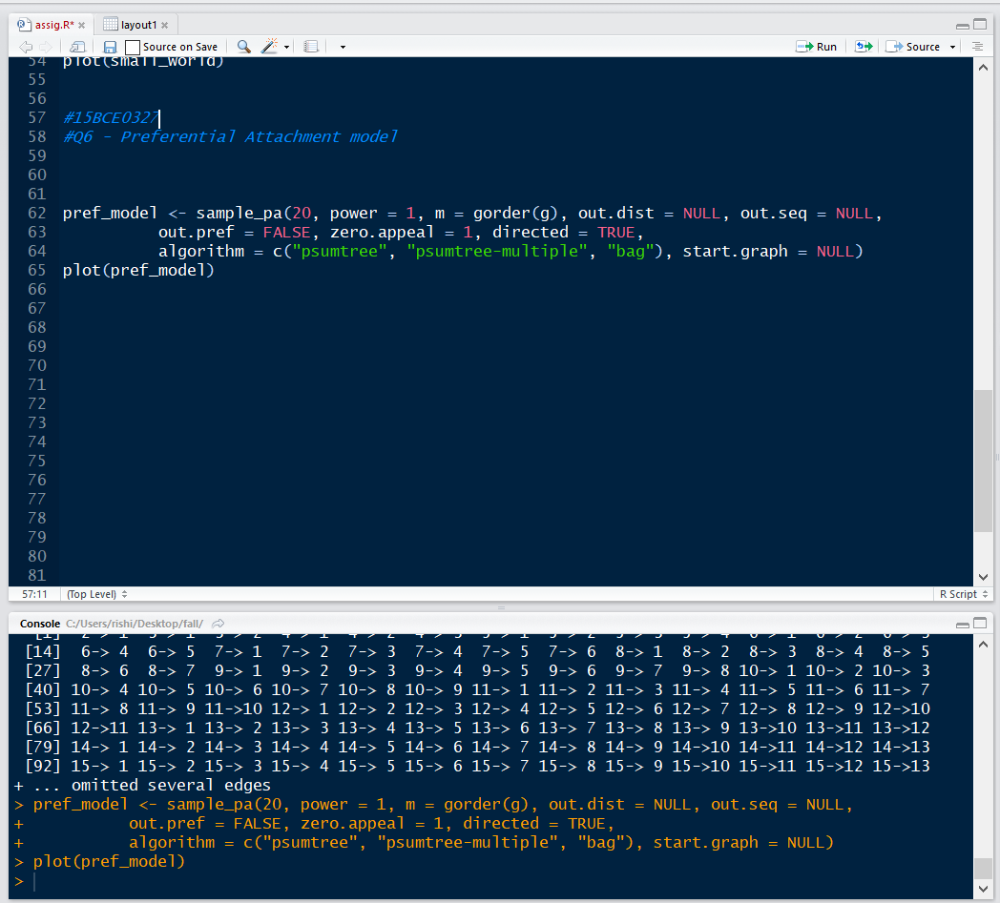 assig.R* layout1
Source on Save Run Source
54 plot(small_world)
55
56
57 #15BCE0327
58 #Q6 - Preferential Attachment model
59
60
61
62 pref_model <- sample_pa(20, power = 1, m = gorder(g), out.dist = NULL, out.seq = NULL,
63 out.pref = FALSE, zero.appeal = 1, directed = TRUE,
64 algorithm = c("psumtree", "psumtree-multiple", "bag"), start.graph = NULL)
65 plot(pref_model)
66
67
68
69
70
71
72
73
74
75
76
77
78
79
80
81
57:11 (Top Level) R Script
Console C:/Users/rishi/Desktop/fall/
[14] 6-> 4 6-> 5 7-> 1 7-> 2 7-> 3 7-> 4 7-> 5 7-> 6 8-> 1 8-> 2 8-> 3 8-> 4 8-> 5
[27] 8-> 6 8-> 7 9-> 1 9-> 2 9-> 3 9-> 4 9-> 5 9-> 6 9-> 7 9-> 8 10-> 1 10-> 2 10-> 3
[40] 10-> 4 10-> 5 10-> 6 10-> 7 10-> 8 10-> 9 11-> 1 11-> 2 11-> 3 11-> 4 11-> 5 11-> 6 11-> 7
[53] 11-> 8 11-> 9 11->10 12-> 1 12-> 2 12-> 3 12-> 4 12-> 5 12-> 6 12-> 7 12-> 8 12-> 9 12->10
[66] 12->11 13-> 1 13-> 2 13-> 3 13-> 4 13-> 5 13-> 6 13-> 7 13-> 8 13-> 9 13->10 13->11 13->12
[79] 14-> 1 14-> 2 14-> 3 14-> 4 14-> 5 14-> 6 14-> 7 14-> 8 14-> 9 14->10 14->11 14->12 14->13
[92] 15-> 1 15-> 2 15-> 3 15-> 4 15-> 5 15-> 6 15-> 7 15-> 8 15-> 9 15->10 15->11 15->12 15->13
+ ... omitted several edges
> pref_model <- sample_pa(20, power = 1, m = gorder(g), out.dist = NULL, out.seq = NULL,
+ out.pref = FALSE, zero.appeal = 1, directed = TRUE,
+ algorithm = c("psumtree", "psumtree-multiple", "bag"), start.graph = NULL)
> plot(pref_model)
>